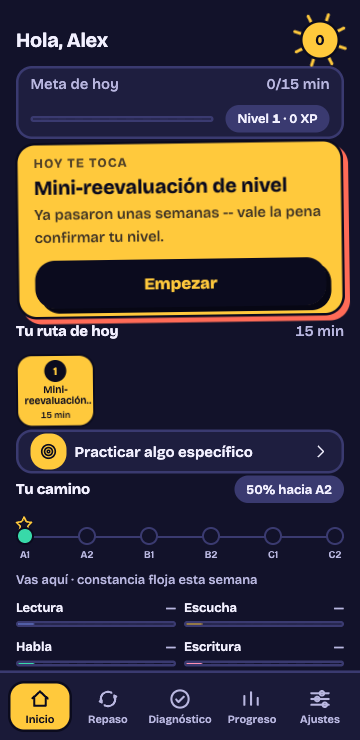 Hola, Alex
0
Meta de hoy
0/15 min
Nivel 1 · 0 XP
HOY TE TOCA
Mini-reevaluación de nivel
Ya pasaron unas semanas -- vale la pena
confirmar tu nivel.
Empezar
Tu ruta de hoy
15 min
1
Mini-
reevaluación..
15 min
Practicar algo específico
Tu camino
50% hacia A2
A1 A2 B1 B2 C1 C2
Vas aquí · constancia floja esta semana
Lectura — Escucha —
Habla — Escritura —
Inicio Repaso Diagnóstico Progreso Ajustes